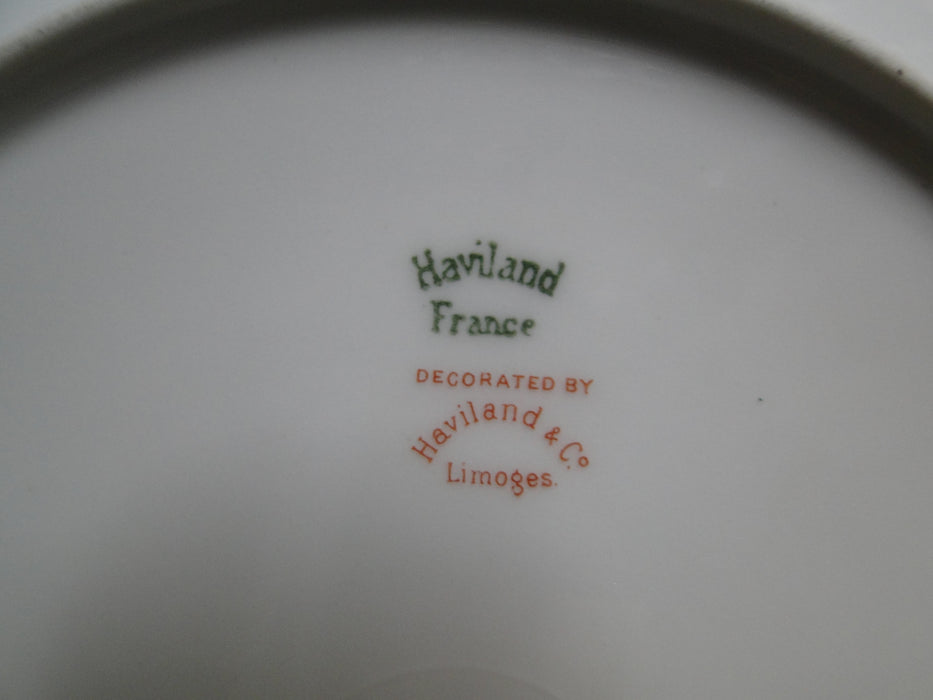 Haviland
France
DECORATED BY
Haviland & Co
Limoges.